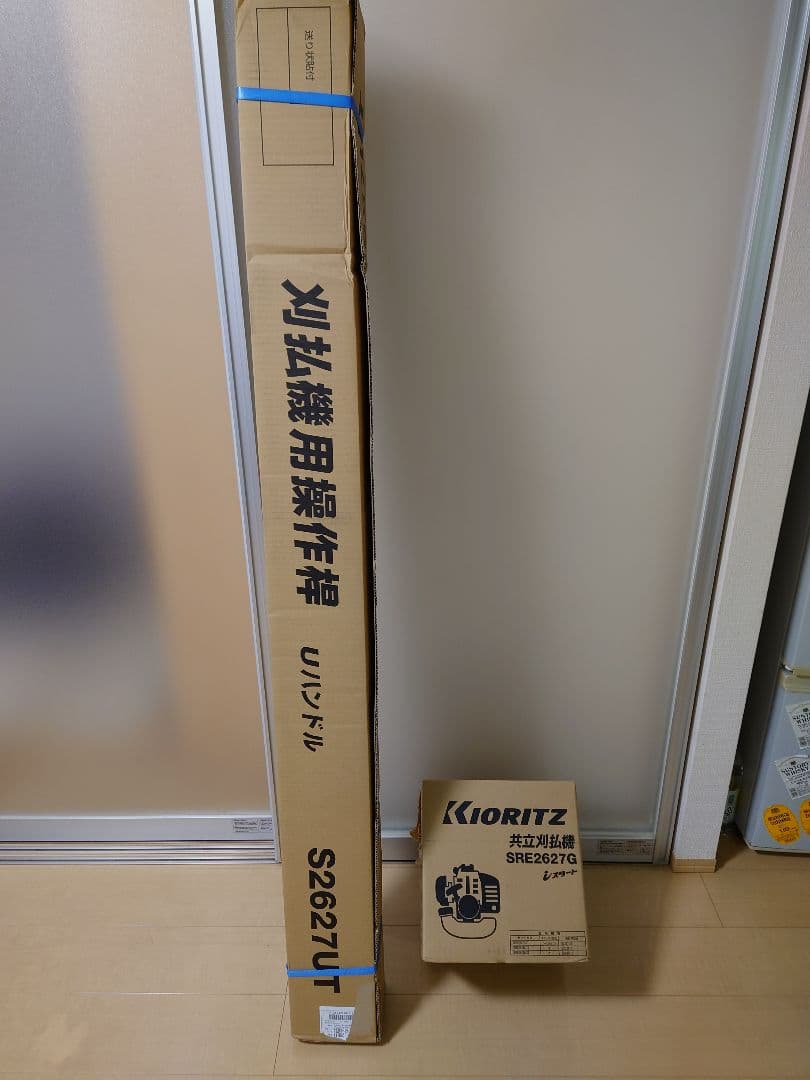 送り状貼付
刈払機用操作桿
Uハンドル
S2627UT
KIORITZ
共立刈払機
SRE2627G
iスタート